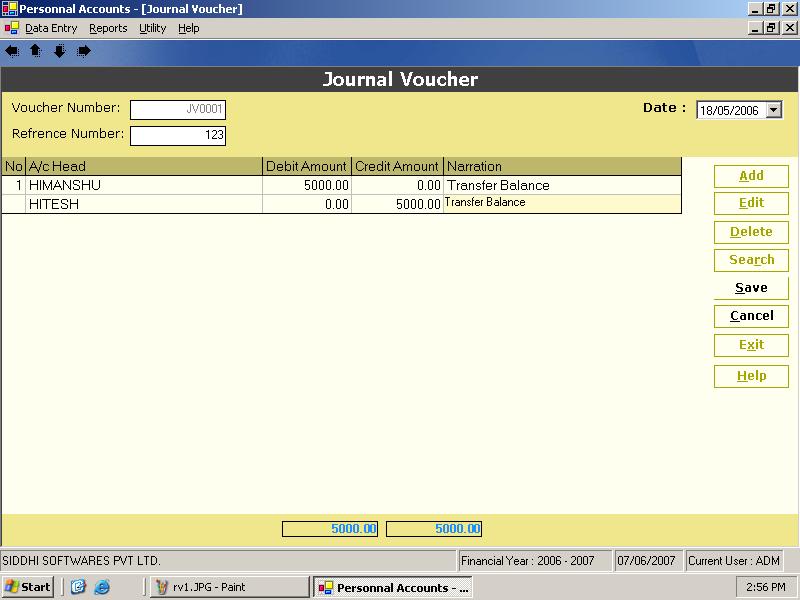 Personnal Accounts - [Journal Voucher]
Data Entry Reports Utility Help
Journal Voucher
Voucher Number: JV0001 Date : 18/05/2006
Refrence Number: 123
No A/c Head Debit Amount Credit Amount Narration
1 HIMANSHU 5000.00 0.00 Transfer Balance
HITESH 0.00 5000.00 Transfer Balance
Add
Edit
Delete
Search
Save
Cancel
Exit
Help
5000.00 5000.00
SIDDHI SOFTWARES PVT LTD. Financial Year : 2006 - 2007 07/06/2007 Current User : ADM
Start rv1.JPG - Paint Personnal Accounts - ... 2:56 PM